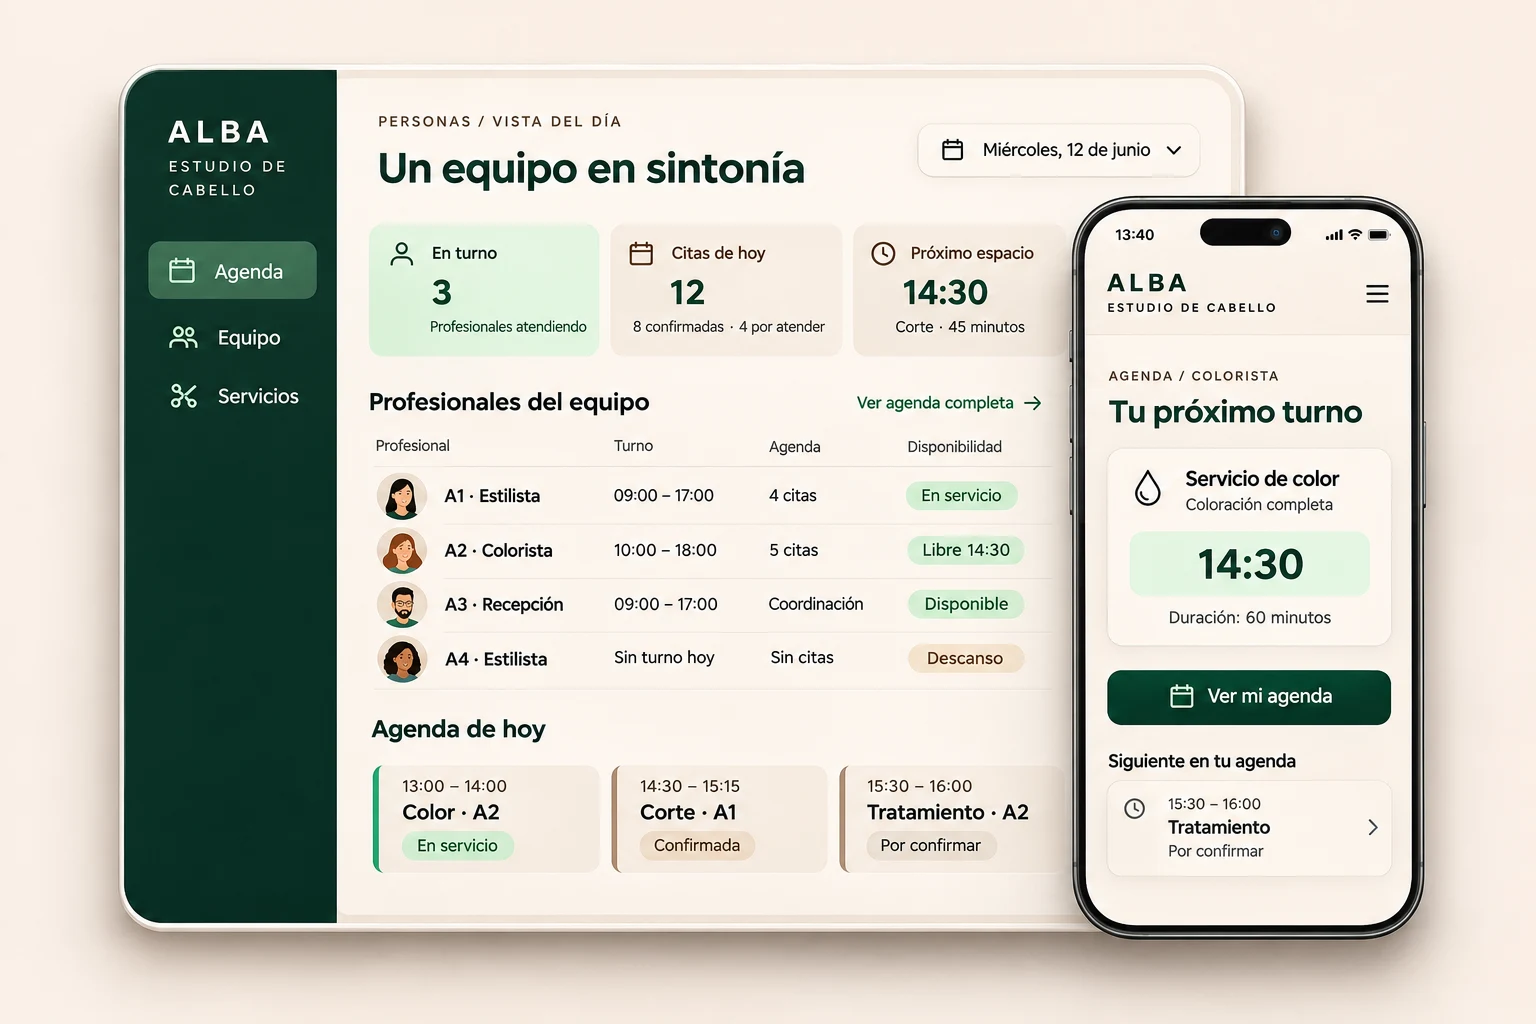 ALBA
ESTUDIO DE
CABELLO
Agenda
Equipo
Servicios
PERSONAS / VISTA DEL DÍA
Un equipo en sintonía
Miércoles, 12 de junio
En turno
3
Profesionales atendiendo
Citas de hoy
12
8 confirmadas · 4 por atender
Próximo espacio
14:30
Corte · 45 minutos
Profesionales del equipo
Ver agenda completa →
Profesional Turno Agenda Disponibilidad
A1 · Estilista 09:00 – 17:00 4 citas En servicio
A2 · Colorista 10:00 – 18:00 5 citas Libre 14:30
A3 · Recepción 09:00 – 17:00 Coordinación Disponible
A4 · Estilista Sin turno hoy Sin citas Descanso
Agenda de hoy
13:00 – 14:00
Color · A2
En servicio
14:30 – 15:15
Corte · A1
Confirmada
15:30 – 16:00
Tratamiento · A2
Por confirmar
13:40
ALBA
ESTUDIO DE CABELLO
AGENDA / COLORISTA
Tu próximo turno
Servicio de color
Coloración completa
14:30
Duración: 60 minutos
Ver mi agenda
Siguiente en tu agenda
15:30 – 16:00
Tratamiento
Por confirmar